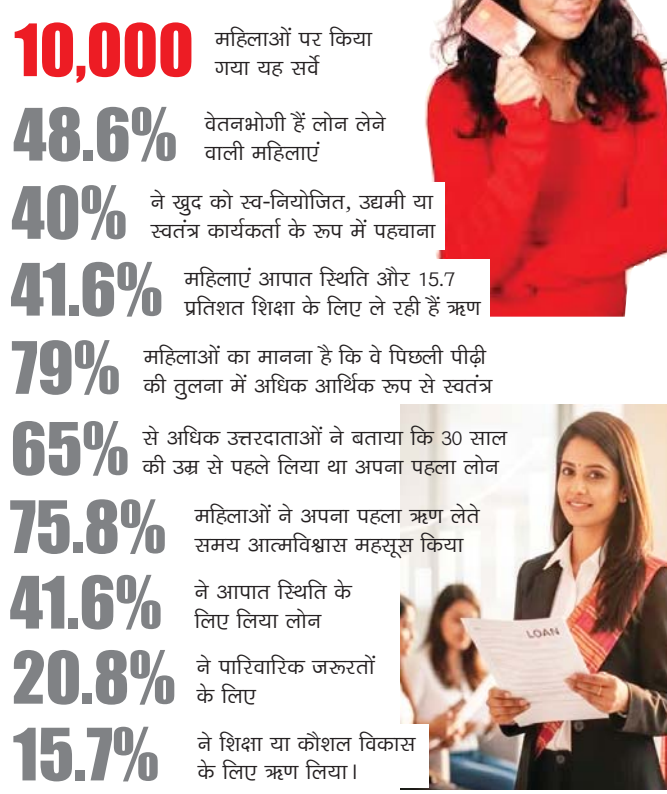 10,000 महिलाओं पर किया
गया यह सर्वे
48.6% वेतनभोगी हैं लोन लेने
वाली महिलाएं
40% ने खुद को स्व-नियोजित, उद्यमी या
स्वतंत्र कार्यकर्ता के रूप में पहचाना
41.6% महिलाएं आपात स्थिति और 15.7
प्रतिशत शिक्षा के लिए ले रही हैं ऋण
79% महिलाओं का मानना है कि वे पिछली पीढ़ी
की तुलना में अधिक आर्थिक रूप से स्वतंत्र
65% से अधिक उत्तरदाताओं ने बताया कि 30 साल
की उम्र से पहले लिया था अपना पहला लोन
75.8% महिलाओं ने अपना पहला ऋण लेते
समय आत्मविश्वास महसूस किया
41.6% ने आपात स्थिति के
लिए लिया लोन
20.8% ने पारिवारिक जरूरतों
के लिए
15.7% ने शिक्षा या कौशल विकास
के लिए ऋण लिया।
LOAN